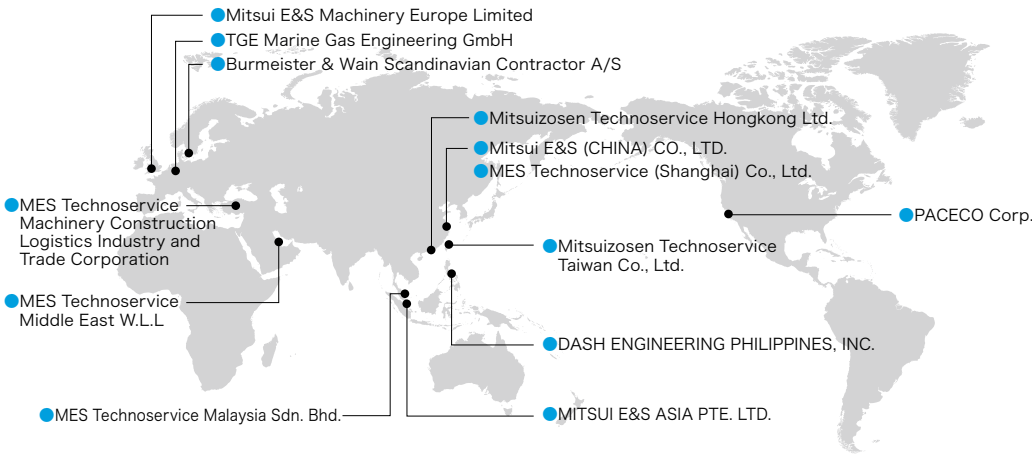 Mitsui E&S Machinery Europe Limited
TGE Marine Gas Engineering GmbH
Burmeister & Wain Scandinavian Contractor A/S
Mitsuizosen Technoservice Hongkong Ltd.
Mitsui E&S (CHINA) CO., LTD.
MES Technoservice (Shanghai) Co., Ltd.
MES Technoservice
Machinery Construction
Logistics Industry and
Trade Corporation
PACECO Corp.
Mitsuizosen Technoservice
Taiwan Co., Ltd.
MES Technoservice
Middle East W.L.L
DASH ENGINEERING PHILIPPINES, INC.
MES Technoservice Malaysia Sdn. Bhd.
MITSUI E&S ASIA PTE. LTD.